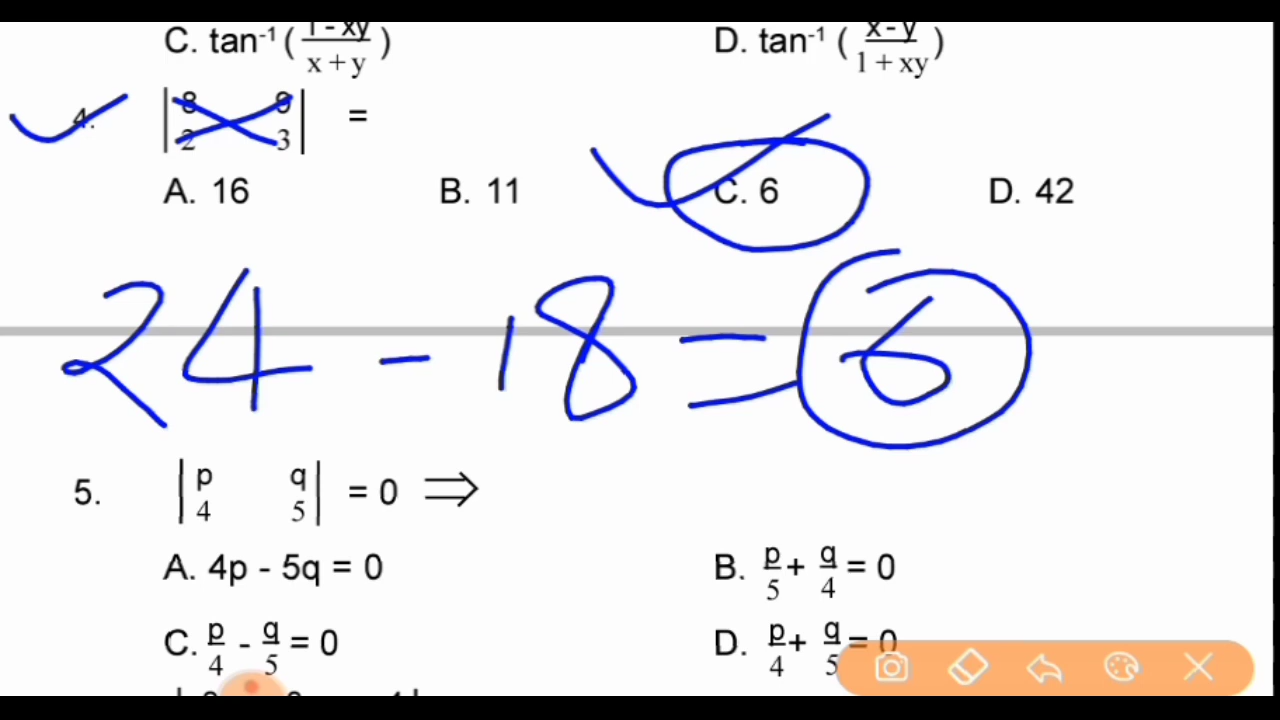 C. tan⁻¹ (1 - xy / x + y)    D. tan⁻¹ (x - y / 1 + xy)
4. |8 9| =
|2 3|
A. 16    B. 11    C. 6    D. 42
24 - 18 = 6
5. |p q| = 0 ⇒
|4 5|
A. 4p - 5q = 0    B. p/5 + q/4 = 0
C. p/4 - q/5 = 0    D. p/4 + q/5 = 0